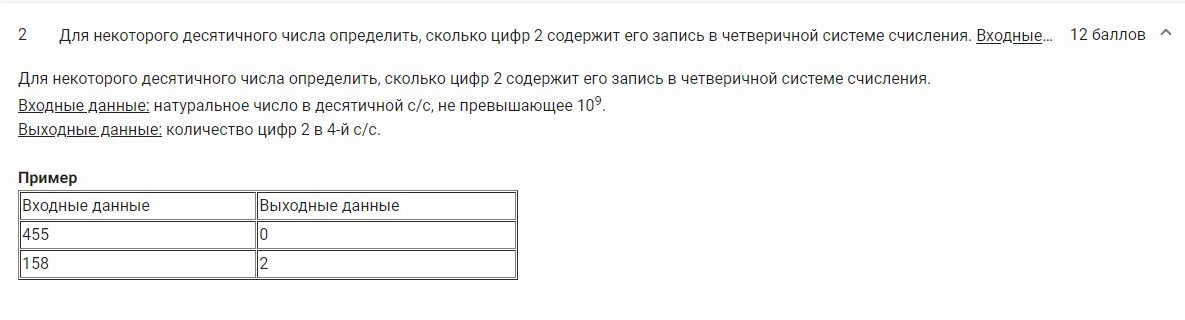 2 Для некоторого десятичного числа определить, сколько цифр 2 содержит его запись в четверичной системе счисления. Входные... 12 баллов
Для некоторого десятичного числа определить, сколько цифр 2 содержит его запись в четверичной системе счисления.
Входные данные: натуральное число в десятичной с/с, не превышающее 10⁹.
Выходные данные: количество цифр 2 в 4-й с/с.
Пример
Входные данные Выходные данные
455 0
158 2